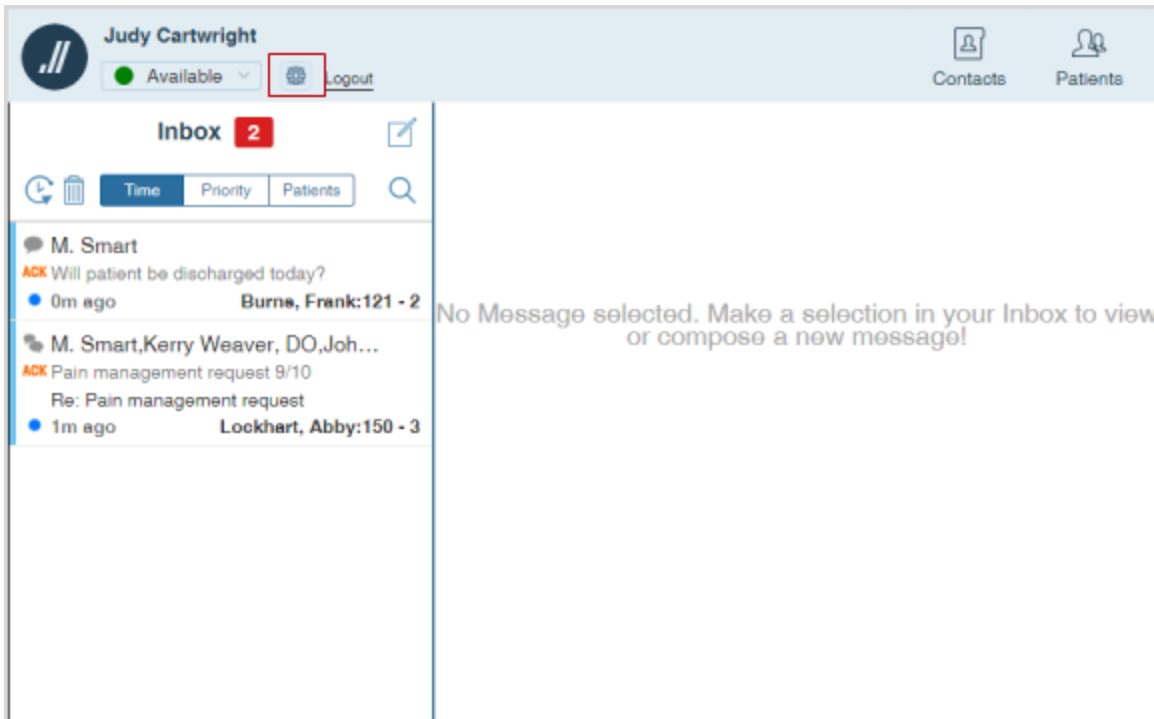 Judy Cartwright
Available
Logout
Contacts
Patients
Inbox 2
Time Priority Patients
M. Smart
ACK Will patient be discharged today?
0m ago Burns, Frank:121 - 2
M. Smart,Kerry Weaver, DO,Joh...
ACK Pain management request 9/10
Re: Pain management request
1m ago Lockhart, Abby:150 - 3
No Message selected. Make a selection in your Inbox to view
or compose a new message!